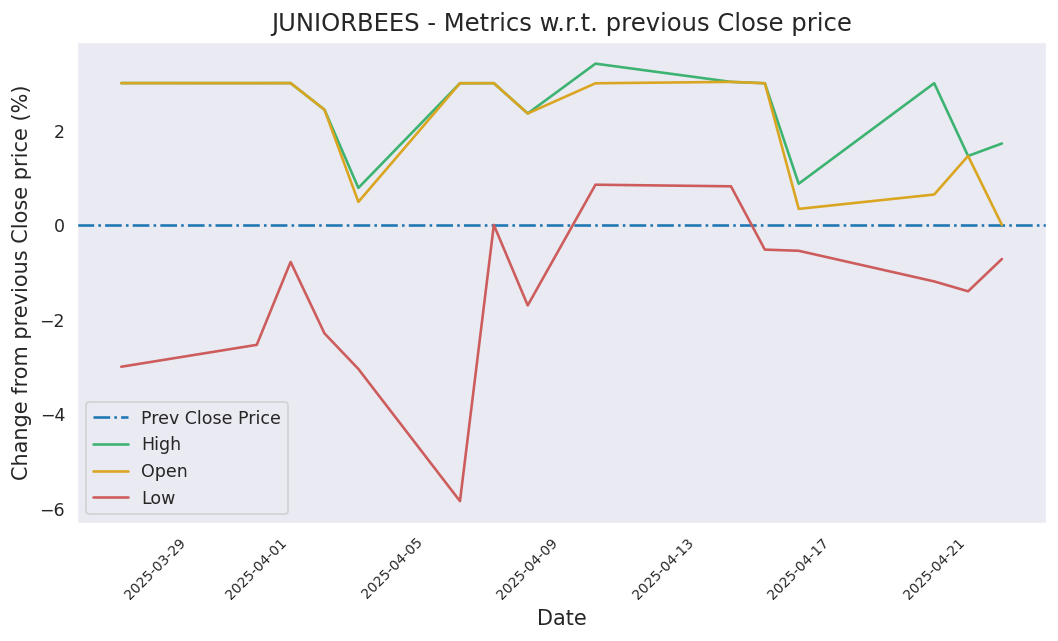 JUNIORBEES - Metrics w.r.t. previous Close price
Change from previous Close price (%)
2
0
−2
−4
−6
Prev Close Price
High
Open
Low
2025-03-29
2025-04-01
2025-04-05
2025-04-09
2025-04-13
2025-04-17
2025-04-21
Date